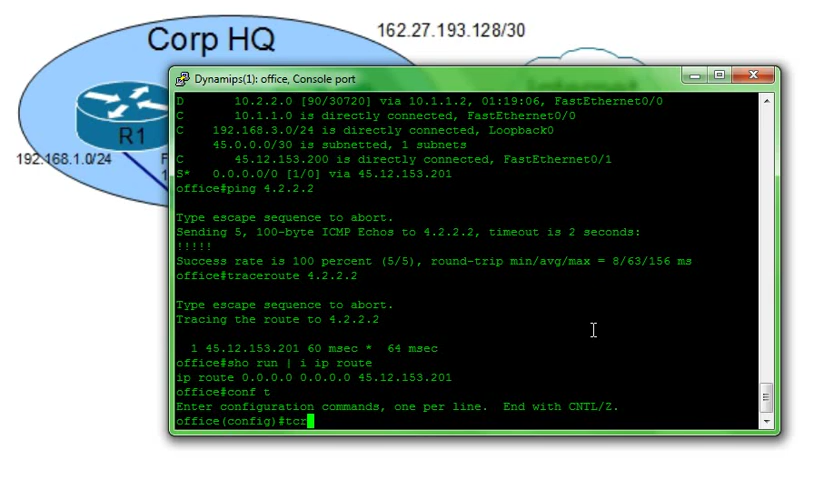 Corp HQ
162.27.193.128/30
Dynamips(1): office, Console port
R1
192.168.1.0/24
D 10.2.2.0 [90/30720] via 10.1.1.2, 01:19:06, FastEthernet0/0
C 10.1.1.0 is directly connected, FastEthernet0/0
C 192.168.3.0/24 is directly connected, Loopback0
45.0.0.0/30 is subnetted, 1 subnets
C 45.12.153.200 is directly connected, FastEthernet0/1
S* 0.0.0.0/0 [1/0] via 45.12.153.201
office#ping 4.2.2.2
Type escape sequence to abort.
Sending 5, 100-byte ICMP Echos to 4.2.2.2, timeout is 2 seconds:
!!!!!
Success rate is 100 percent (5/5), round-trip min/avg/max = 8/63/156 ms
office#traceroute 4.2.2.2
Type escape sequence to abort.
Tracing the route to 4.2.2.2
1 45.12.153.201 60 msec * 64 msec
office#sho run | i ip route
ip route 0.0.0.0 0.0.0.0 45.12.153.201
office#conf t
Enter configuration commands, one per line. End with CNTL/Z.
office(config)#tcr